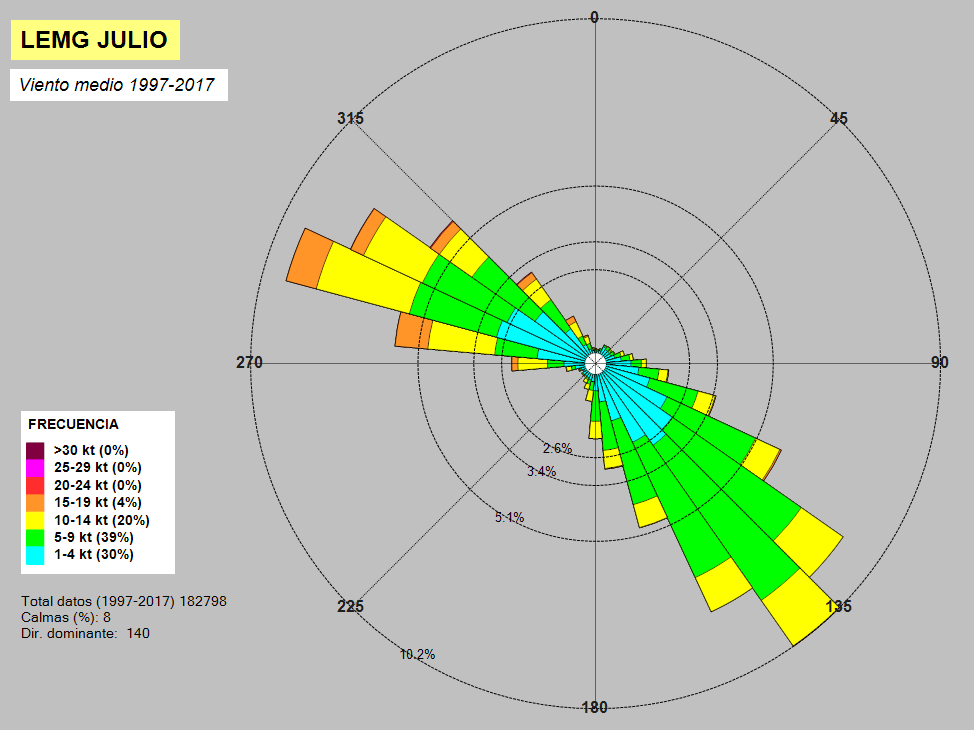 LEMG JULIO
Viento medio 1997-2017
0
45
90
135
180
225
270
315
2.6%
3.4%
5.1%
10.2%
FRECUENCIA
>30 kt (0%)
25-29 kt (0%)
20-24 kt (0%)
15-19 kt (4%)
10-14 kt (20%)
5-9 kt (39%)
1-4 kt (30%)
Total datos (1997-2017) 182798
Calmas (%): 8
Dir. dominante: 140